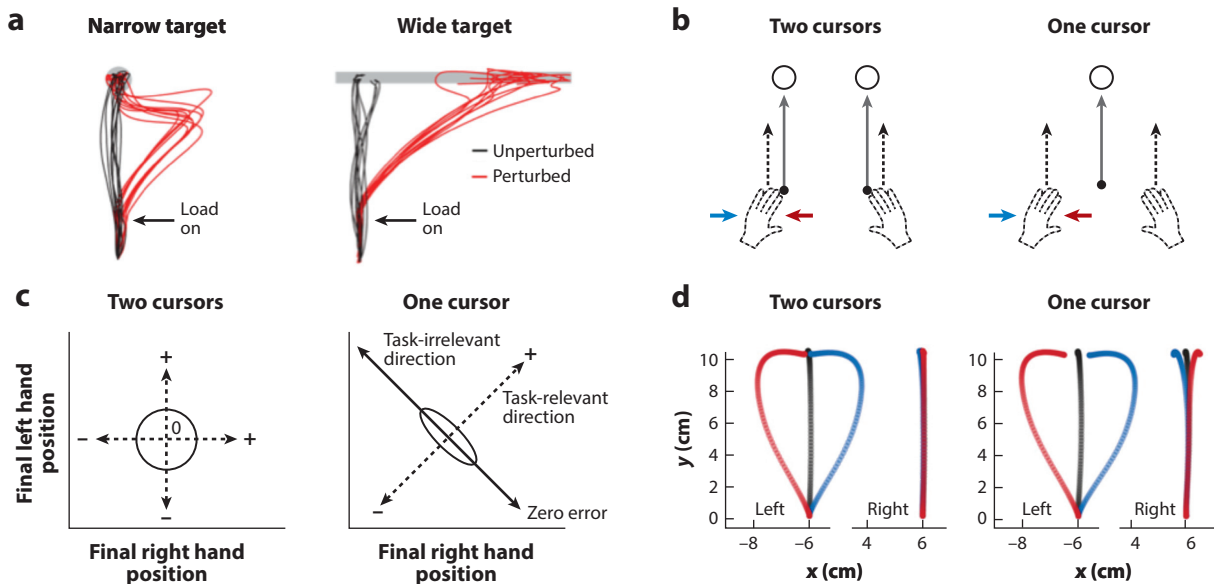 a
Narrow target
Wide target
Load
on
Load
on
Unperturbed
Perturbed
b
Two cursors
One cursor
c
Two cursors
One cursor
Final left hand
position
+
-
0
+
–
Final right hand
position
Task-irrelevant
direction
+
Task-relevant
direction
–
Zero error
Final right hand
position
d
Two cursors
One cursor
y (cm)
10
8
6
4
2
0
Left
Right
−8
−6
4
6
x (cm)
10
8
6
4
2
0
Left
Right
−8
−6
4
6
x (cm)